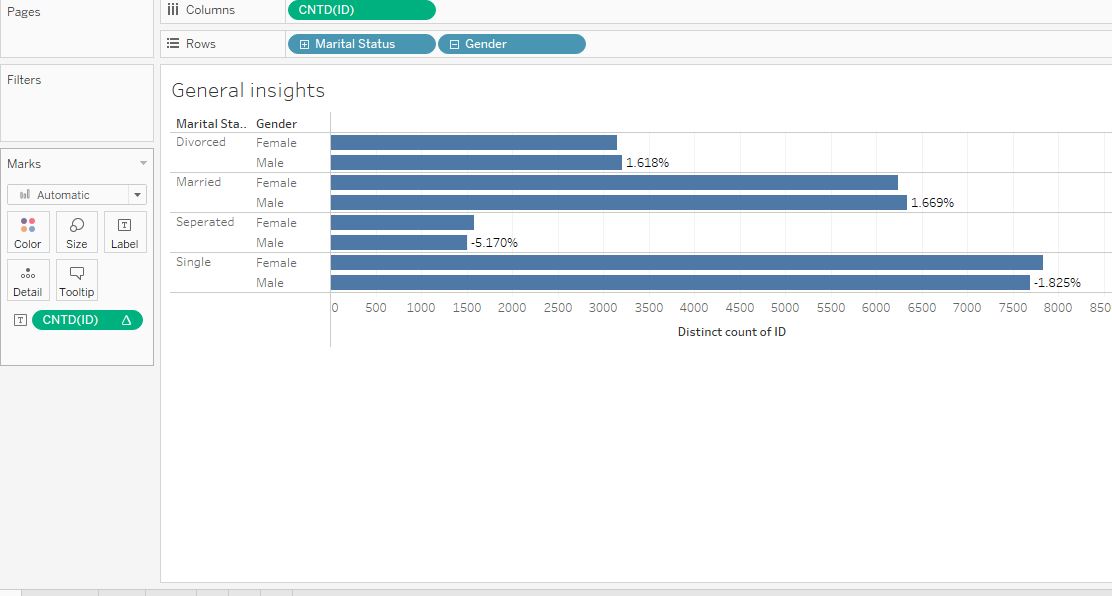 Pages
Columns
CNTD(ID)
Rows
Marital Status
Gender
Filters
General insights
Marital Sta.. Gender
Divorced Female
Male 1.618%
Married Female
Male 1.669%
Seperated Female
Male -5.170%
Single Female
Male -1.825%
0 500 1000 1500 2000 2500 3000 3500 4000 4500 5000 5500 6000 6500 7000 7500 8000 850
Distinct count of ID
Marks
Automatic
Color Size Label
Detail Tooltip
CNTD(ID)